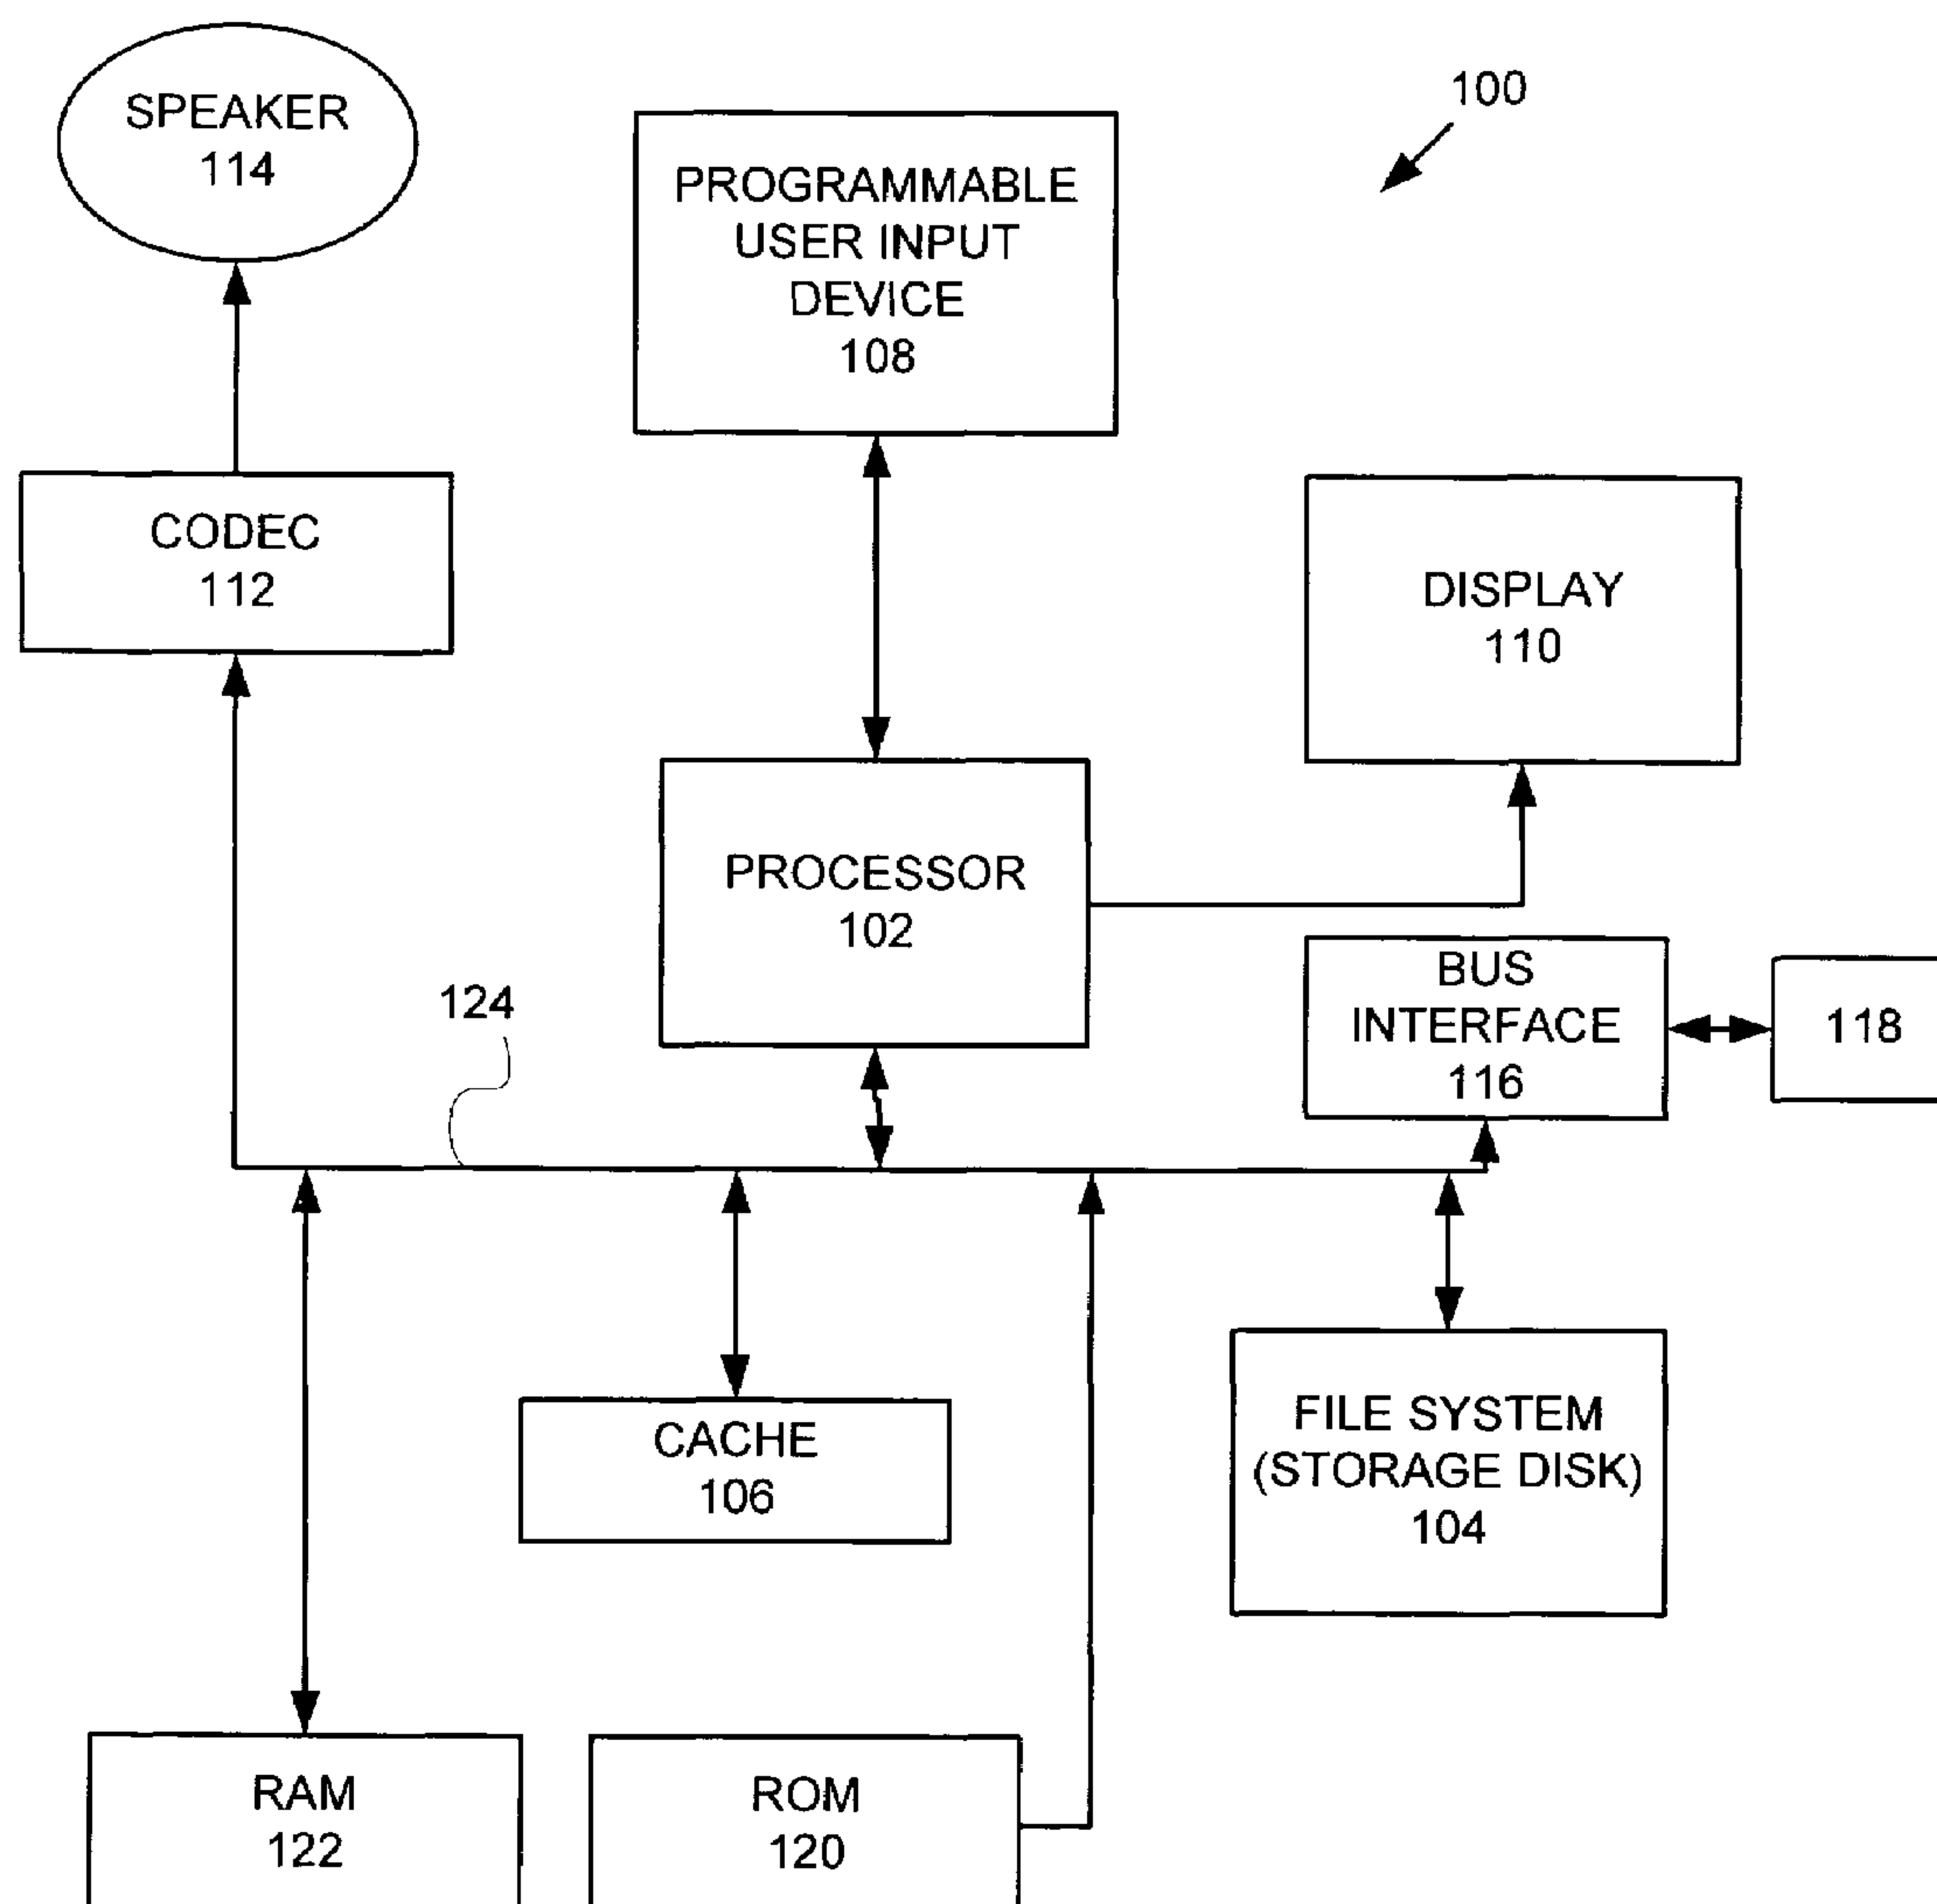 SPEAKER
114
100
PROGRAMMABLE
USER INPUT
DEVICE
108
CODEC
112
DISPLAY
110
PROCESSOR
102
BUS
INTERFACE
116
118
124
CACHE
106
FILE SYSTEM
(STORAGE DISK)
104
RAM
122
ROM
120